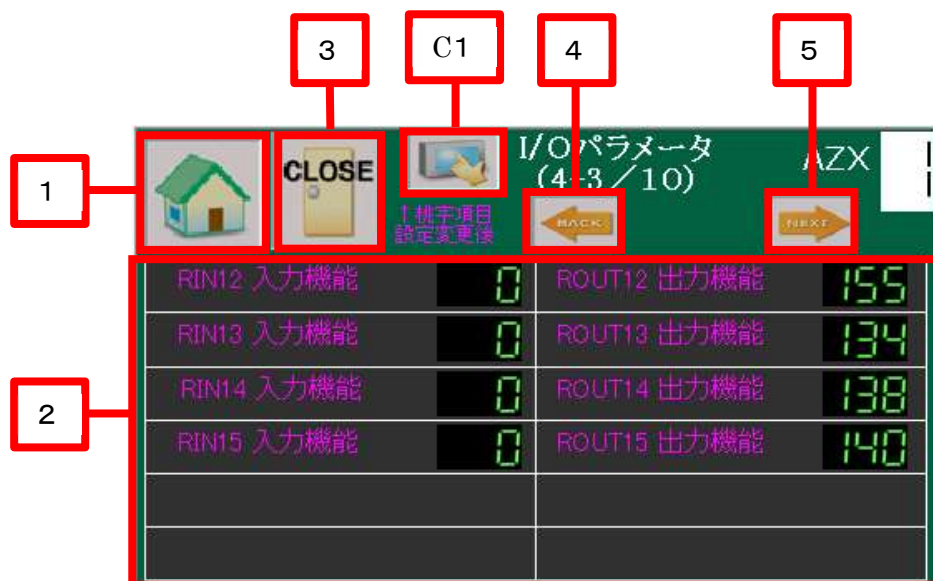 3
C1
4
5
1
CLOSE
I/Oパラメータ
(4-3/10)
AZX
↑桃字項目
設定変更後
BACK
NEXT
2
RIN12 入力機能 0 ROUT12 出力機能 155
RIN13 入力機能 0 ROUT13 出力機能 134
RIN14 入力機能 0 ROUT14 出力機能 138
RIN15 入力機能 0 ROUT15 出力機能 140